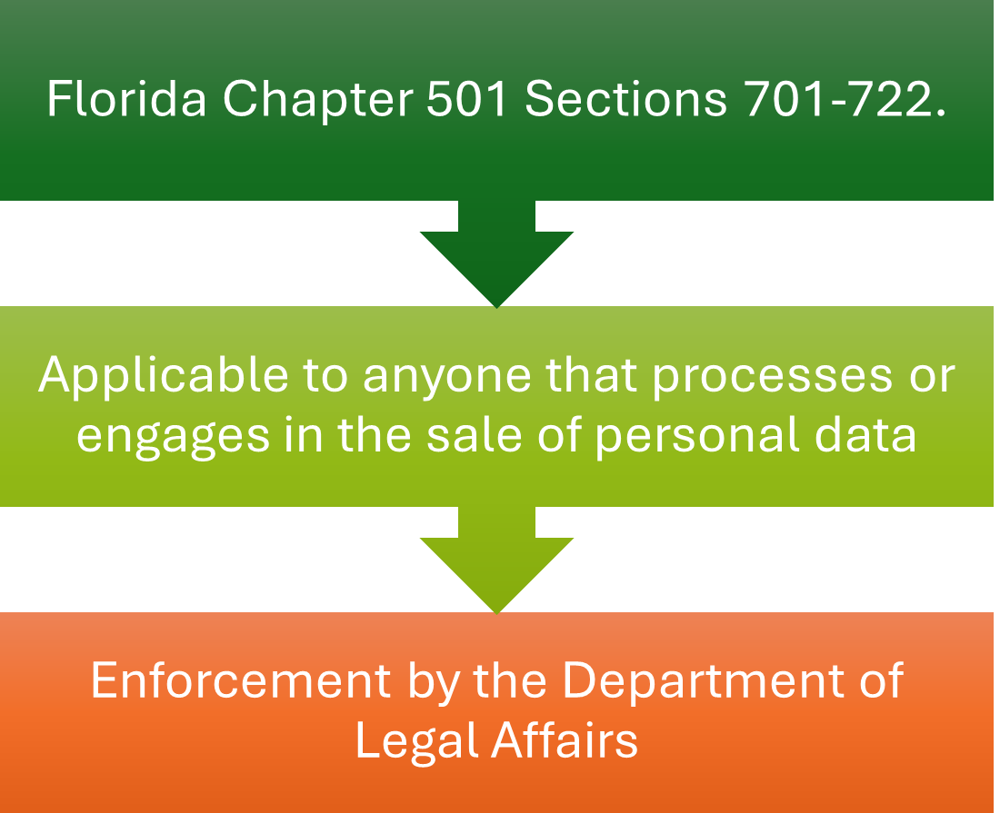 Florida Chapter 501 Sections 701-722.
Applicable to anyone that processes or
engages in the sale of personal data
Enforcement by the Department of
Legal Affairs